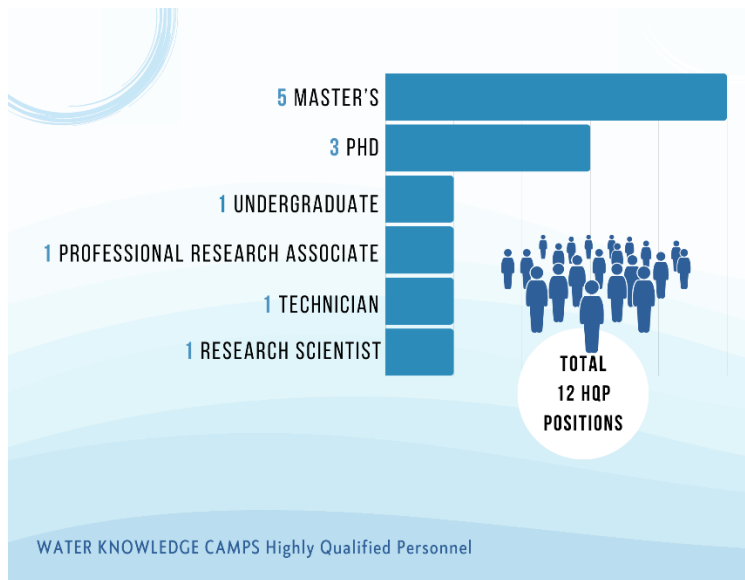 5 MASTER'S
3 PHD
1 UNDERGRADUATE
1 PROFESSIONAL RESEARCH ASSOCIATE
1 TECHNICIAN
1 RESEARCH SCIENTIST
TOTAL
12 HQP
POSITIONS
WATER KNOWLEDGE CAMPS Highly Qualified Personnel